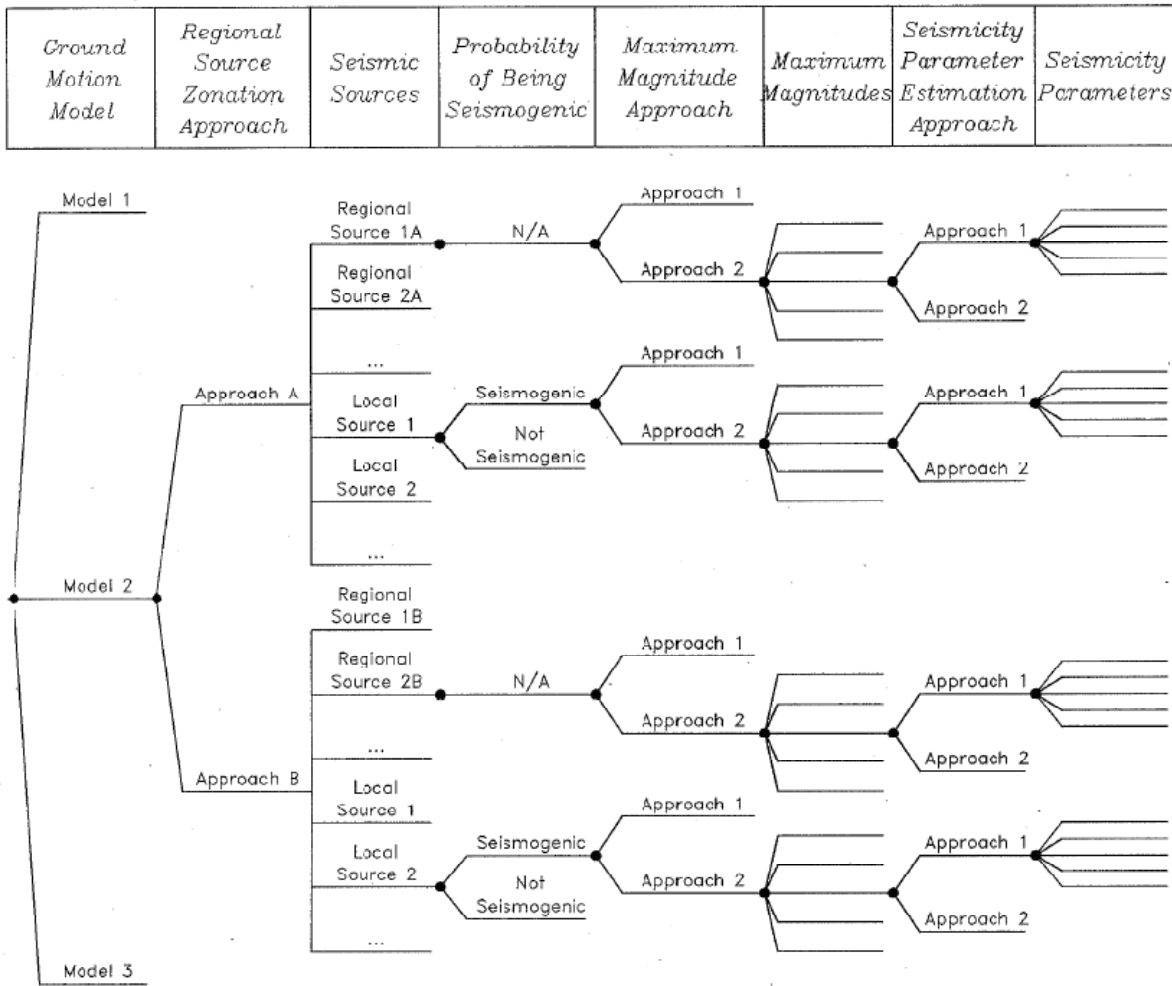 Ground
Motion
Model
Regional
Source
Zonation
Approach
Seismic
Sources
Probability
of Being
Seismogenic
Maximum
Magnitude
Approach
Maximum
Magnitudes
Seismicity
Parameter
Estimation
Approach
Seismicity
Parameters
Model 1
Model 2
Model 3
Approach A
Approach B
Regional
Source 1A
Regional
Source 2A
...
Local
Source 1
Local
Source 2
...
Regional
Source 1B
Regional
Source 2B
...
Local
Source 1
Local
Source 2
...
N/A
Seismogenic
Not
Seismogenic
N/A
Seismogenic
Not
Seismogenic
Approach 1
Approach 2
Approach 1
Approach 2
Approach 1
Approach 2
Approach 1
Approach 2
Approach 1
Approach 2
Approach 1
Approach 2
Approach 1
Approach 2
Approach 1
Approach 2